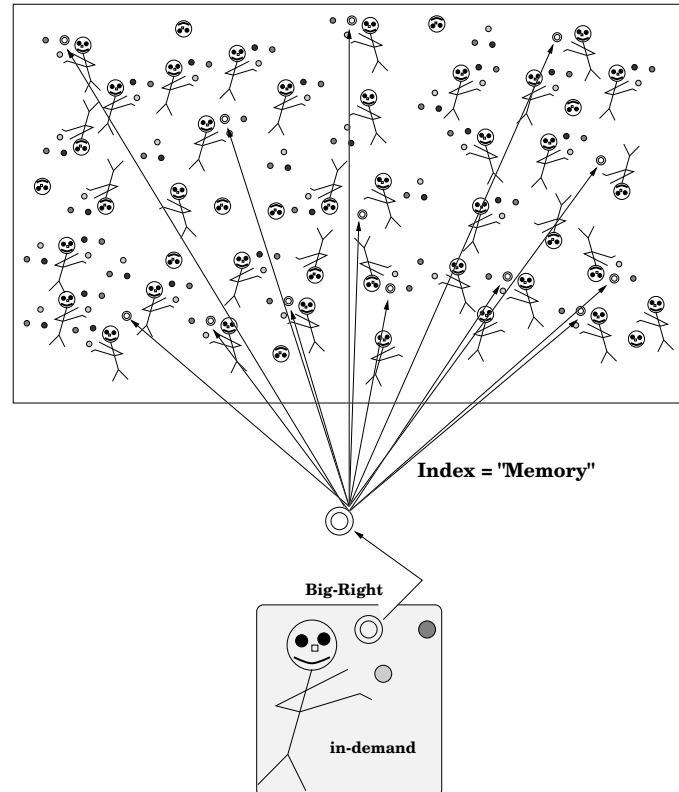 Index = "Memory"
Big-Right
in-demand